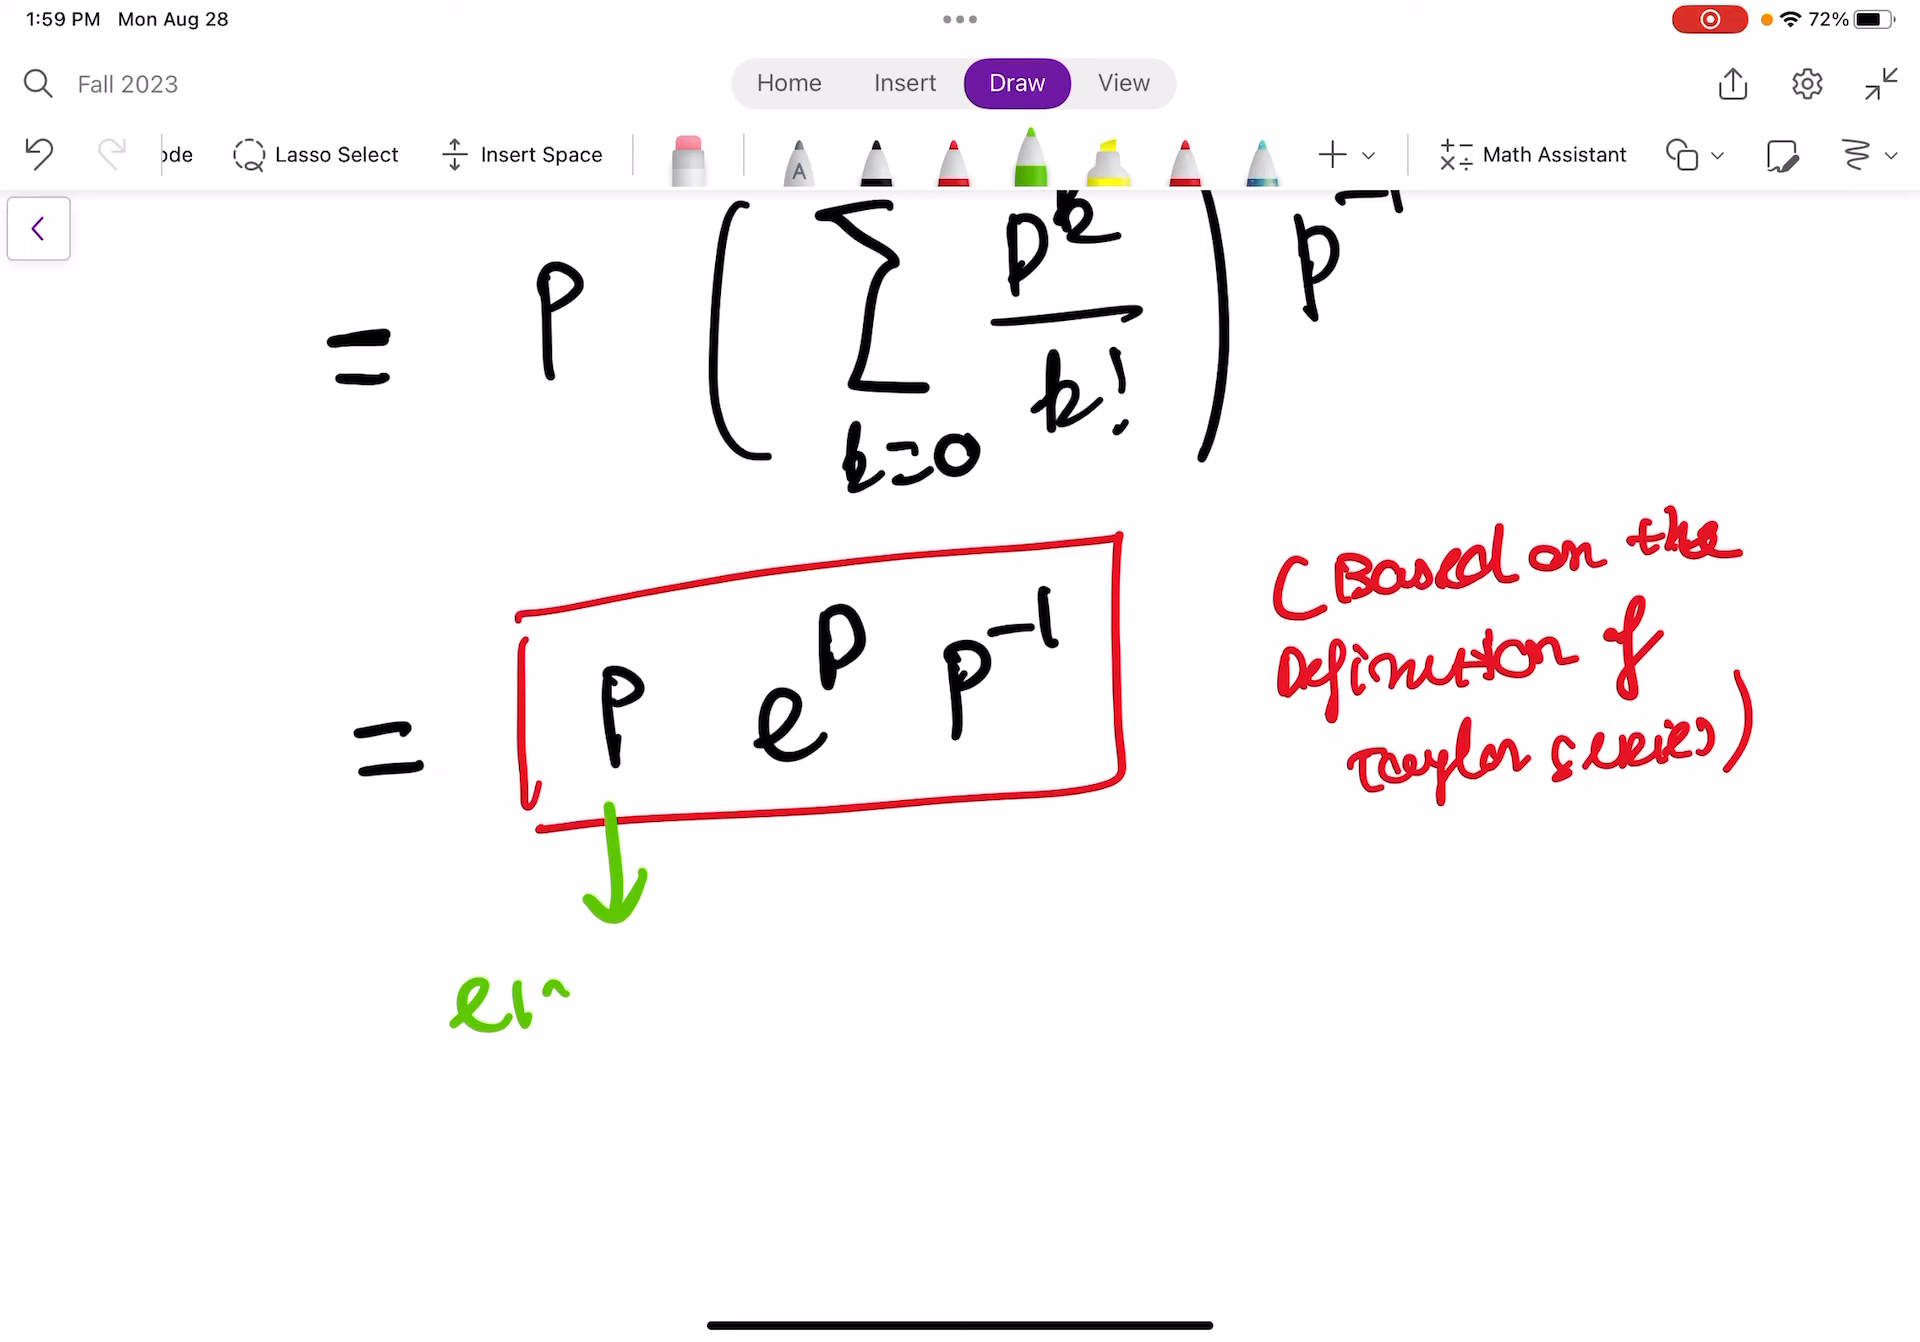 1:59 PM Mon Aug 28
72%
Fall 2023
Home Insert Draw View
ode Lasso Select Insert Space A Math Assistant
= P ( Σ k=0 D^k / k! ) P^-1
= P e^D P^-1
(Based on the
Definition of
Taylor series)